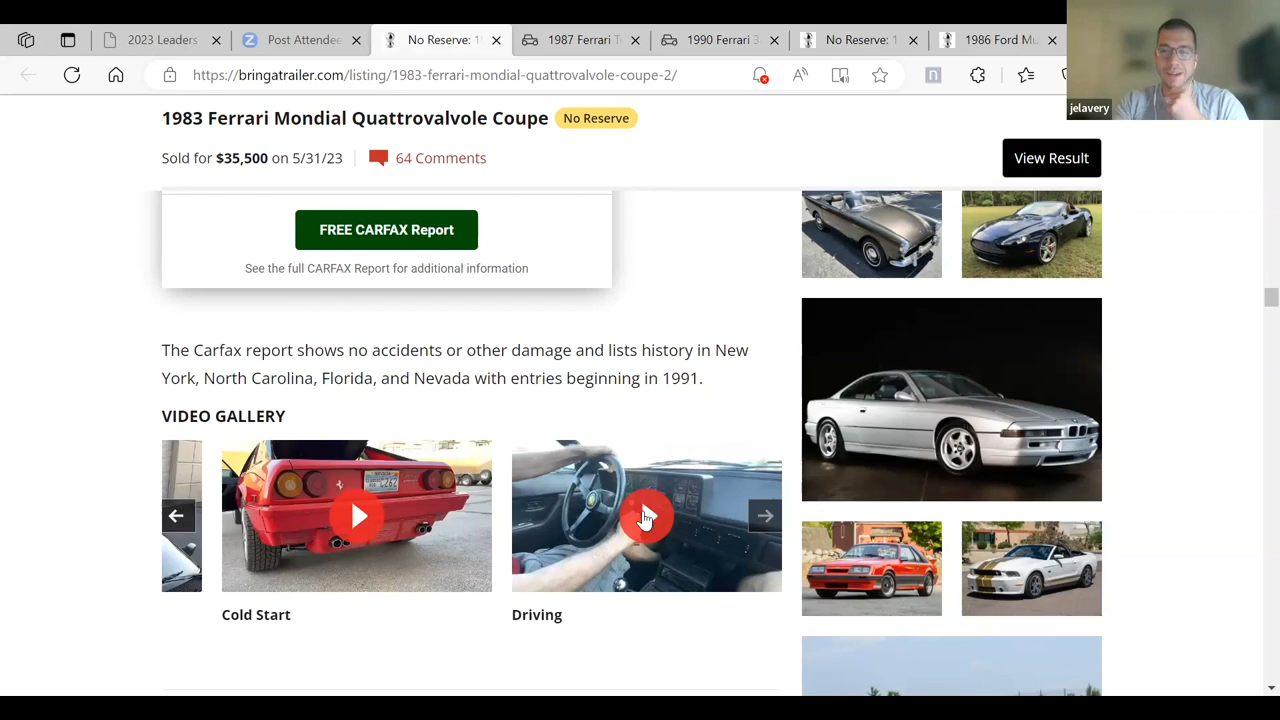 2023 Leaders
Post Attendee
No Reserve: 1
1987 Ferrari T
1990 Ferrari 3
No Reserve: 1
1986 Ford Mu
https://bringatrailer.com/listing/1983-ferrari-mondial-quattrovalvole-coupe-2/
jelavery
1983 Ferrari Mondial Quattrovalvole Coupe
No Reserve
Sold for $35,500 on 5/31/23
64 Comments
View Result
FREE CARFAX Report
See the full CARFAX Report for additional information
The Carfax report shows no accidents or other damage and lists history in New
York, North Carolina, Florida, and Nevada with entries beginning in 1991.
VIDEO GALLERY
Cold Start
Driving